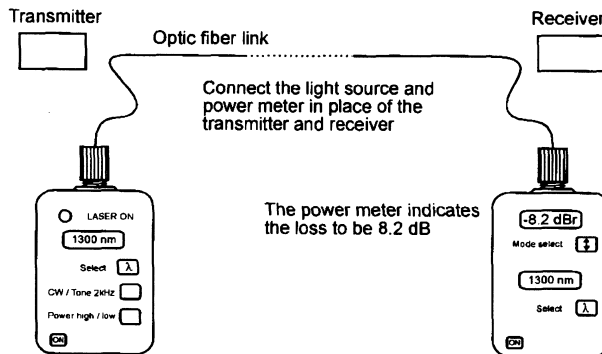 Transmitter
Receiver
Optic fiber link
Connect the light source and
power meter in place of the
transmitter and receiver
The power meter indicates
the loss to be 8.2 dB
LASER ON
1300 nm
Select λ
CW / Tone 2kHz
Power high / low
ON
-8.2 dBr
Mode select
1300 nm
Select λ
ON